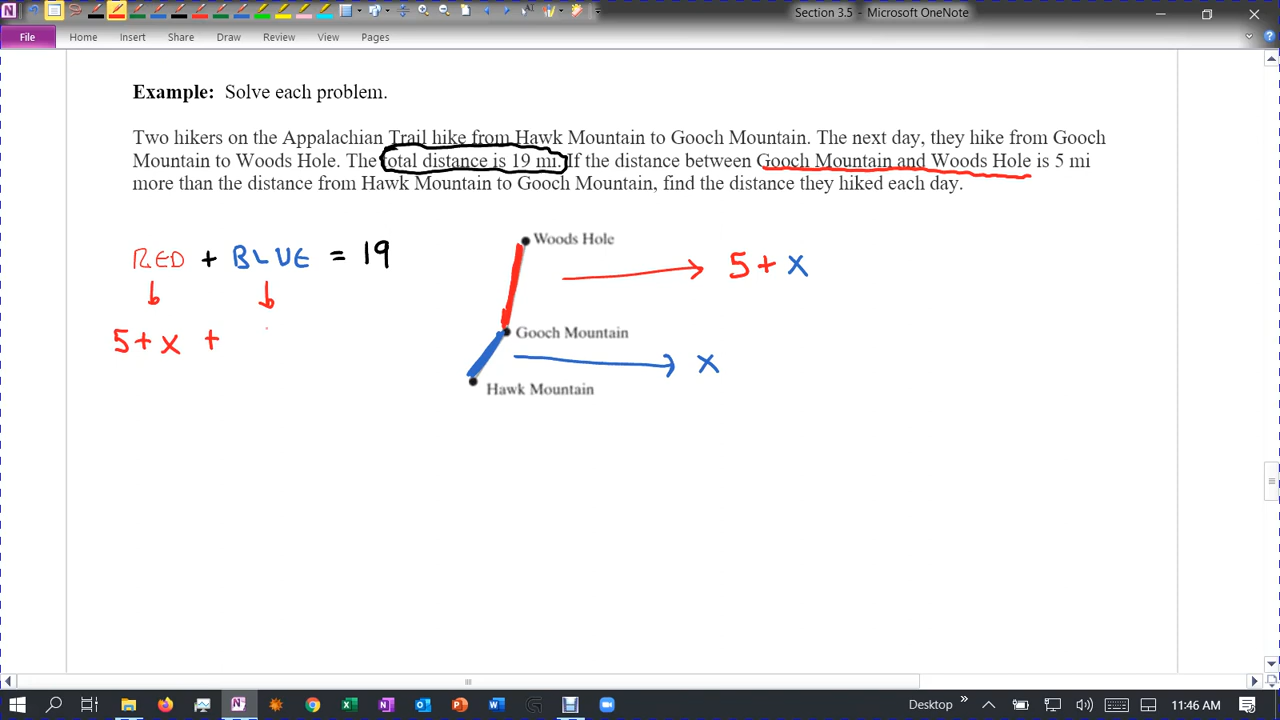 Section 3.5 - Microsoft OneNote
File Home Insert Share Draw Review View Pages
Example: Solve each problem.
Two hikers on the Appalachian Trail hike from Hawk Mountain to Gooch Mountain. The next day, they hike from Gooch
Mountain to Woods Hole. The total distance is 19 mi. If the distance between Gooch Mountain and Woods Hole is 5 mi
more than the distance from Hawk Mountain to Gooch Mountain, find the distance they hiked each day.
Woods Hole
RED + BLUE = 19
5 + x
Gooch Mountain
5 + x +
x
Hawk Mountain
Desktop
11:46 AM